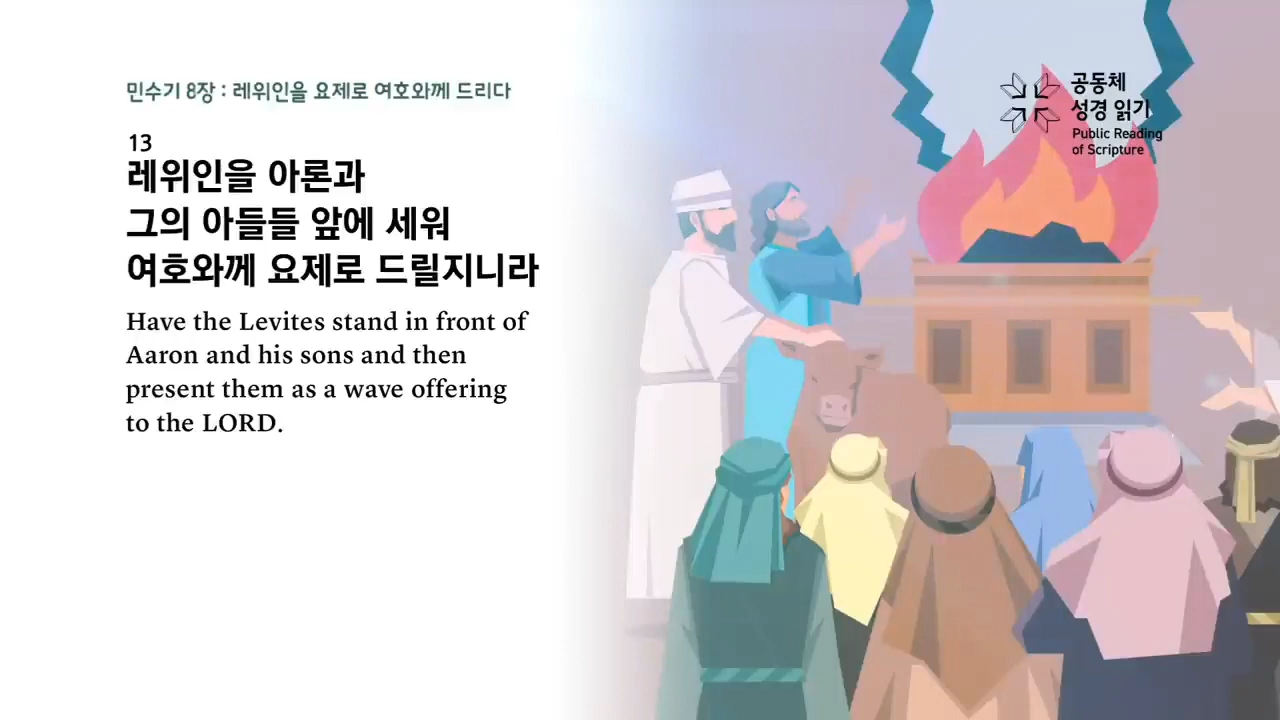 민수기 8장 : 레위인을 요제로 여호와께 드리다
13
레위인을 아론과
그의 아들들 앞에 세워
여호와께 요제로 드릴지니라
Have the Levites stand in front of
Aaron and his sons and then
present them as a wave offering
to the LORD.
공동체
성경 읽기
Public Reading
of Scripture